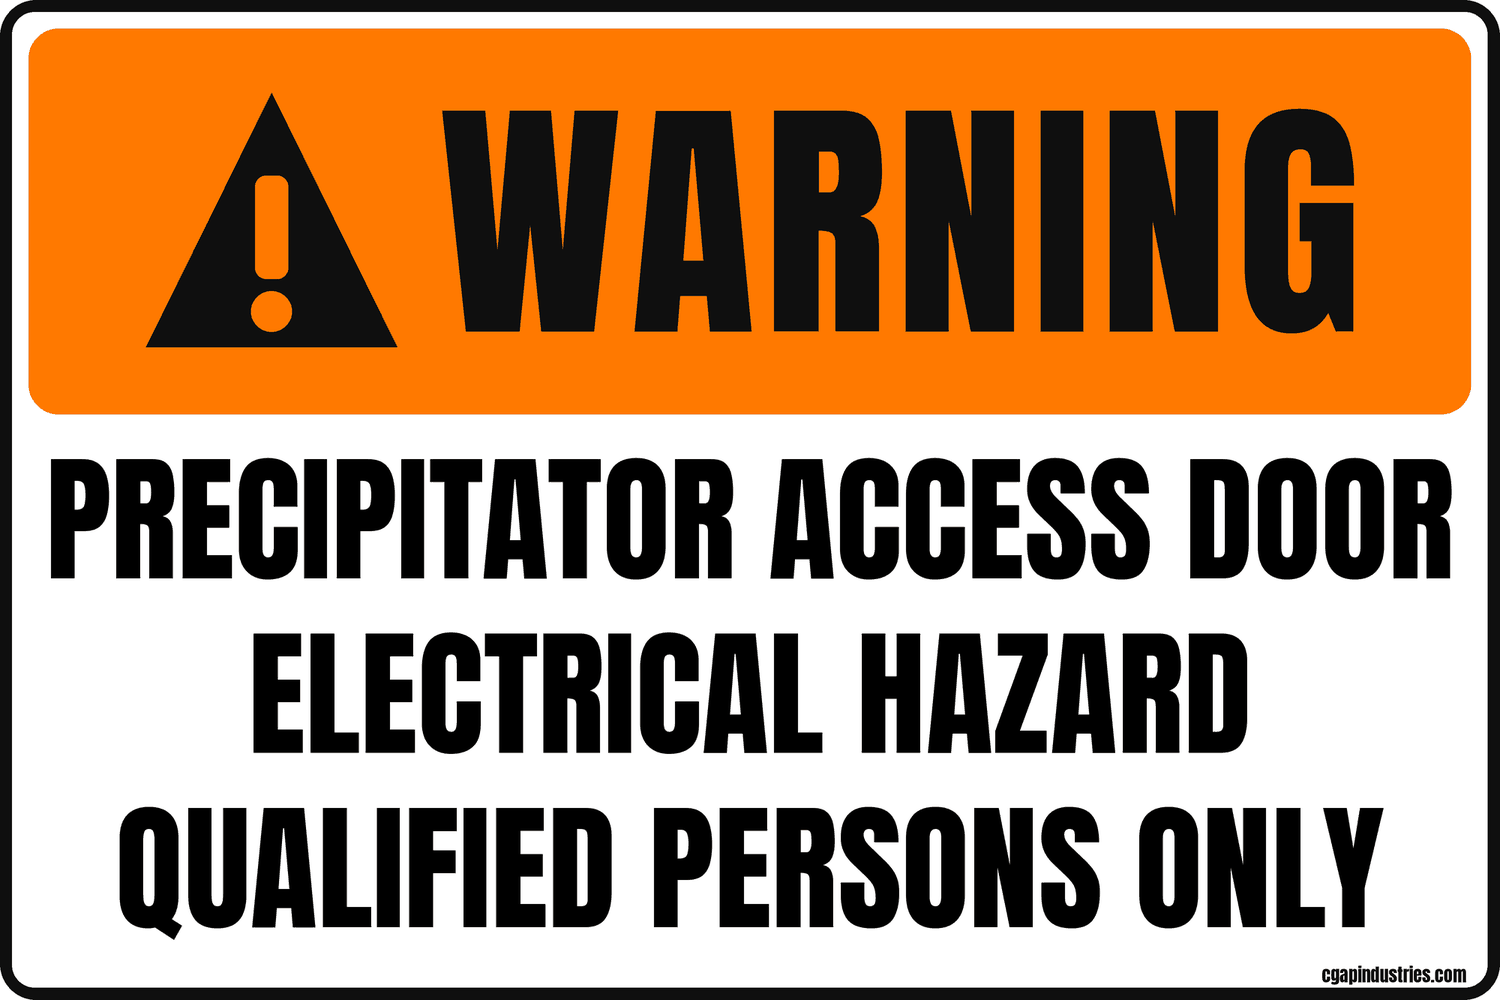 WARNING
PRECIPITATOR ACCESS DOOR
ELECTRICAL HAZARD
QUALIFIED PERSONS ONLY
cgapindustries.com